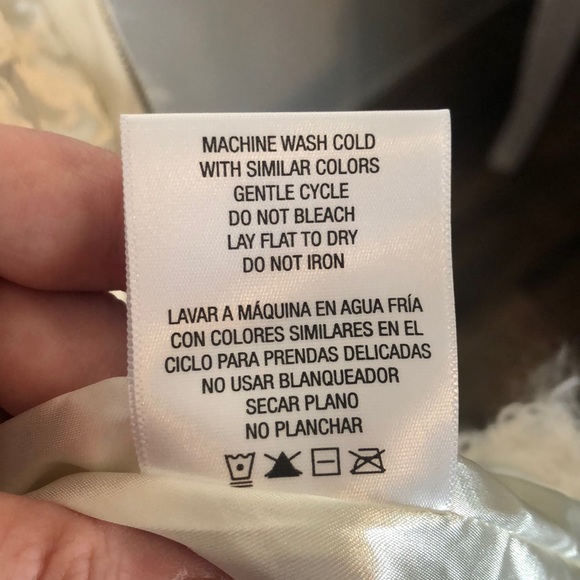 MACHINE WASH COLD
WITH SIMILAR COLORS
GENTLE CYCLE
DO NOT BLEACH
LAY FLAT TO DRY
DO NOT IRON
LAVAR A MÁQUINA EN AGUA FRÍA
CON COLORES SIMILARES EN EL
CICLO PARA PRENDAS DELICADAS
NO USAR BLANQUEADOR
SECAR PLANO
NO PLANCHAR